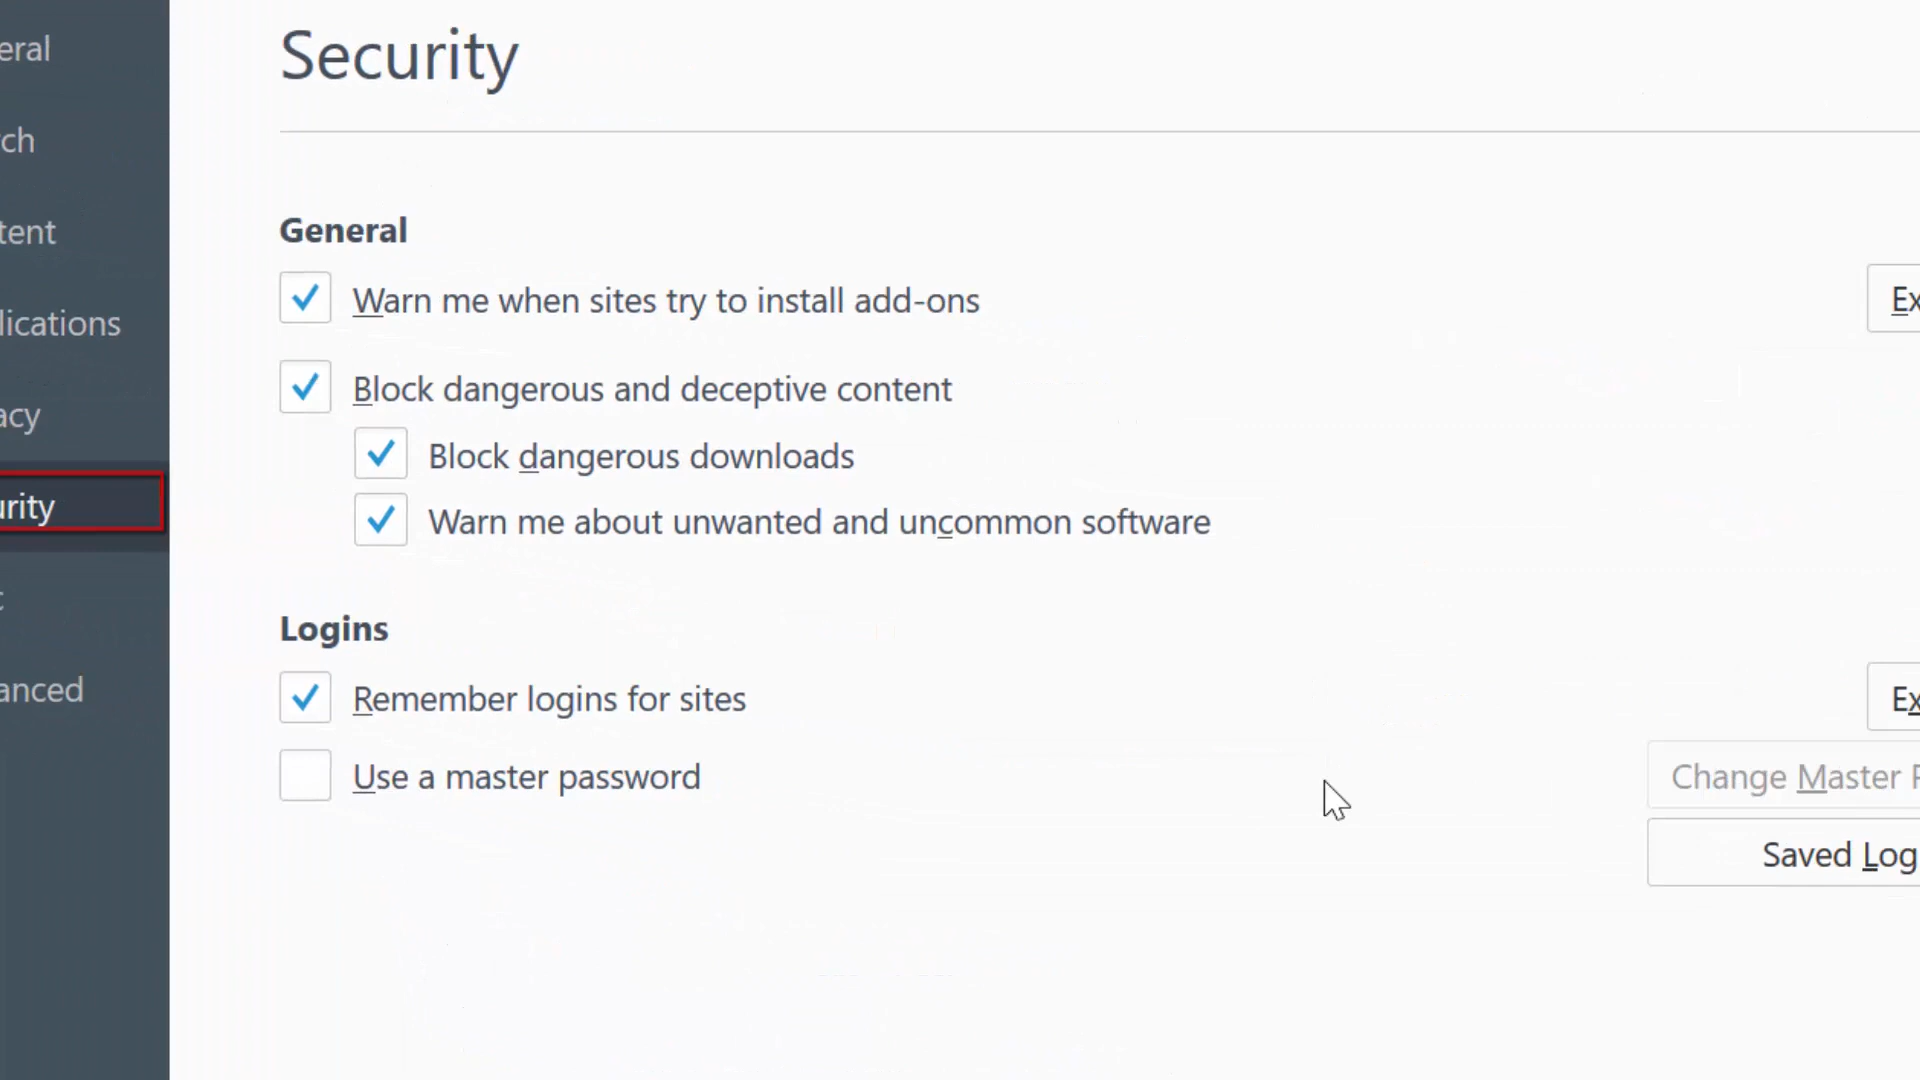 eral
rch
tent
lications
acy
urity
anced
Security
General
Warn me when sites try to install add-ons
Ex
Block dangerous and deceptive content
Block dangerous downloads
Warn me about unwanted and uncommon software
Logins
Remember logins for sites
Ex
Use a master password
Change Master P
Saved Log